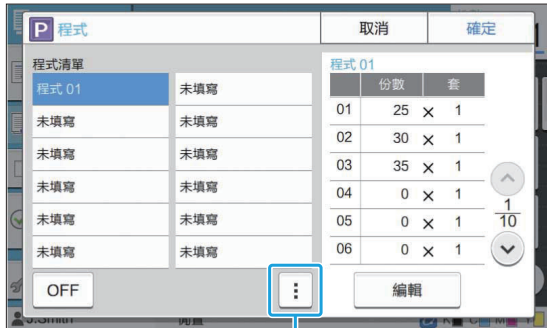 P 程式 取消 確定
程式清單
程式 01 未填寫
未填寫 未填寫
未填寫 未填寫
未填寫 未填寫
未填寫 未填寫
未填寫 未填寫
OFF
程式 01
份數 套
01 25 × 1
02 30 × 1
03 35 × 1
04 0 × 1
05 0 × 1
06 0 × 1
1
10
編輯
J.Smith 閒置 K C M Y